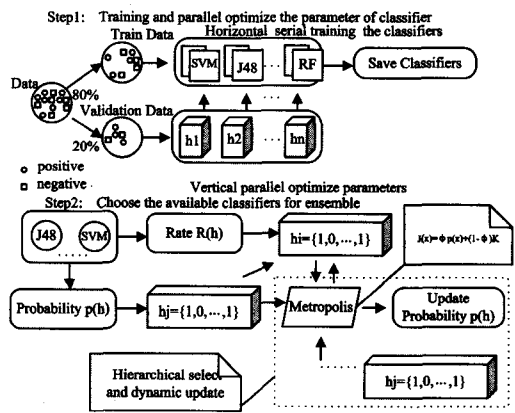 Step1: Training and parallel optimize the parameter of classifier
Horizontal serial training the classifiers
Train Data
SVM
J48
...
RF
Save Classifiers
Data
80%
Validation Data
20%
h1
h2
...
hn
positive
negative
Vertical parallel optimize parameters
Step2: Choose the available classifiers for ensemble
J48
SVM
......
Rate R(h)
hi={1,0,...,1}
Probability p(h)
hj={1,0,...,1}
Metropolis
Update
Probability p(h)
Hierarchical select
and dynamic update
...
hj={1,0,...,1}